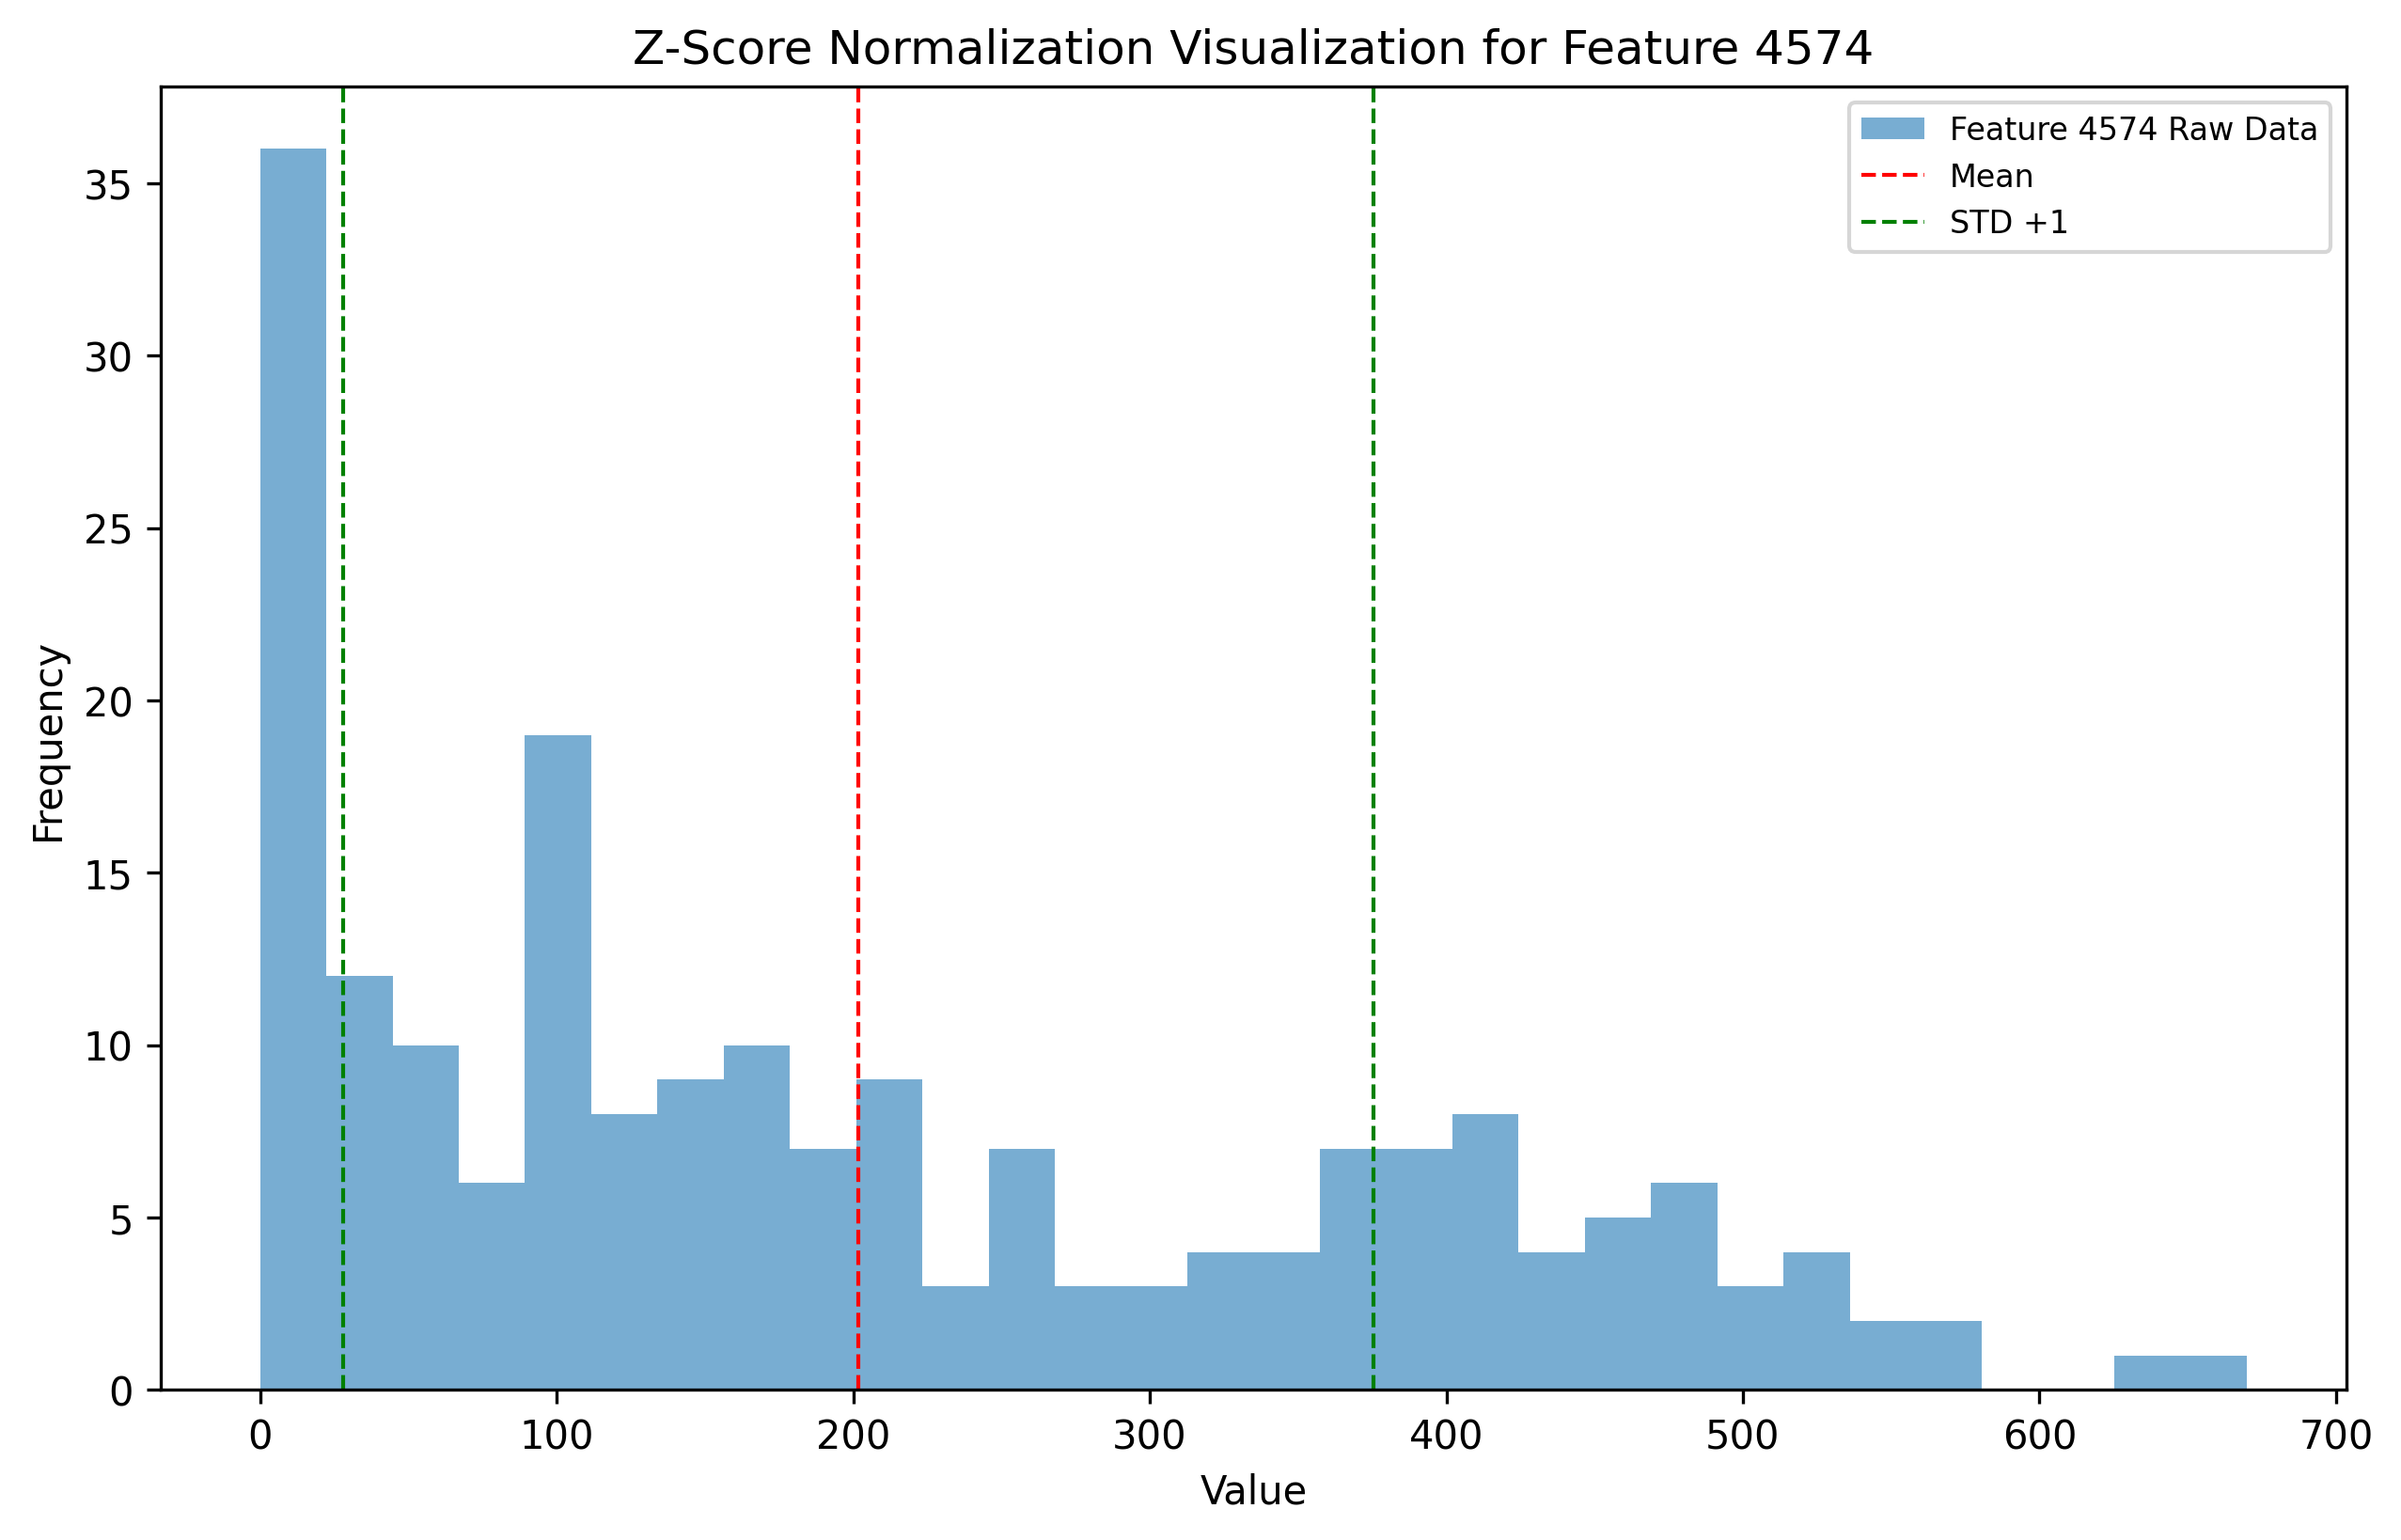 Z-Score Normalization Visualization for Feature 4574
Feature 4574 Raw Data
Mean
STD +1
Frequency
35
30
25
20
15
10
5
0
0 100 200 300 400 500 600 700
Value